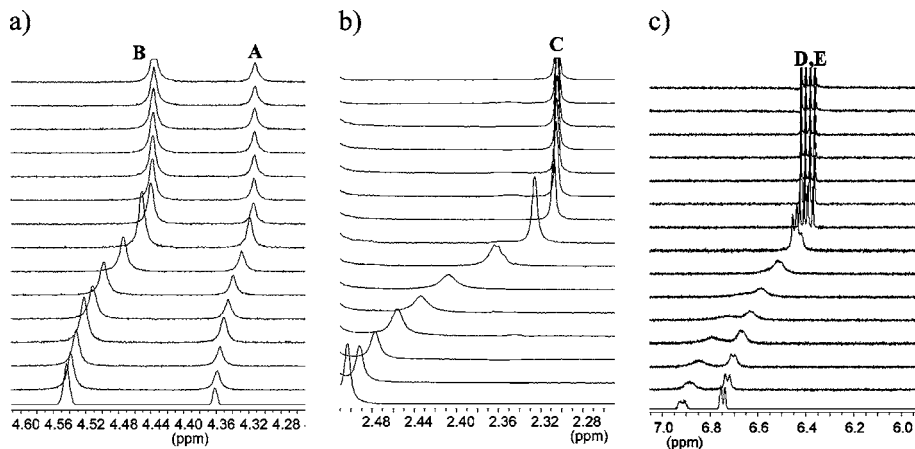 a)
B A
4.60 4.56 4.52 4.48 4.44 4.40 4.36 4.32 4.28
(ppm)
b)
C
2.48 2.44 2.40 2.36 2.32 2.28
(ppm)
c)
D,E
7.0 6.8 6.6 6.4 6.2 6.0
(ppm)